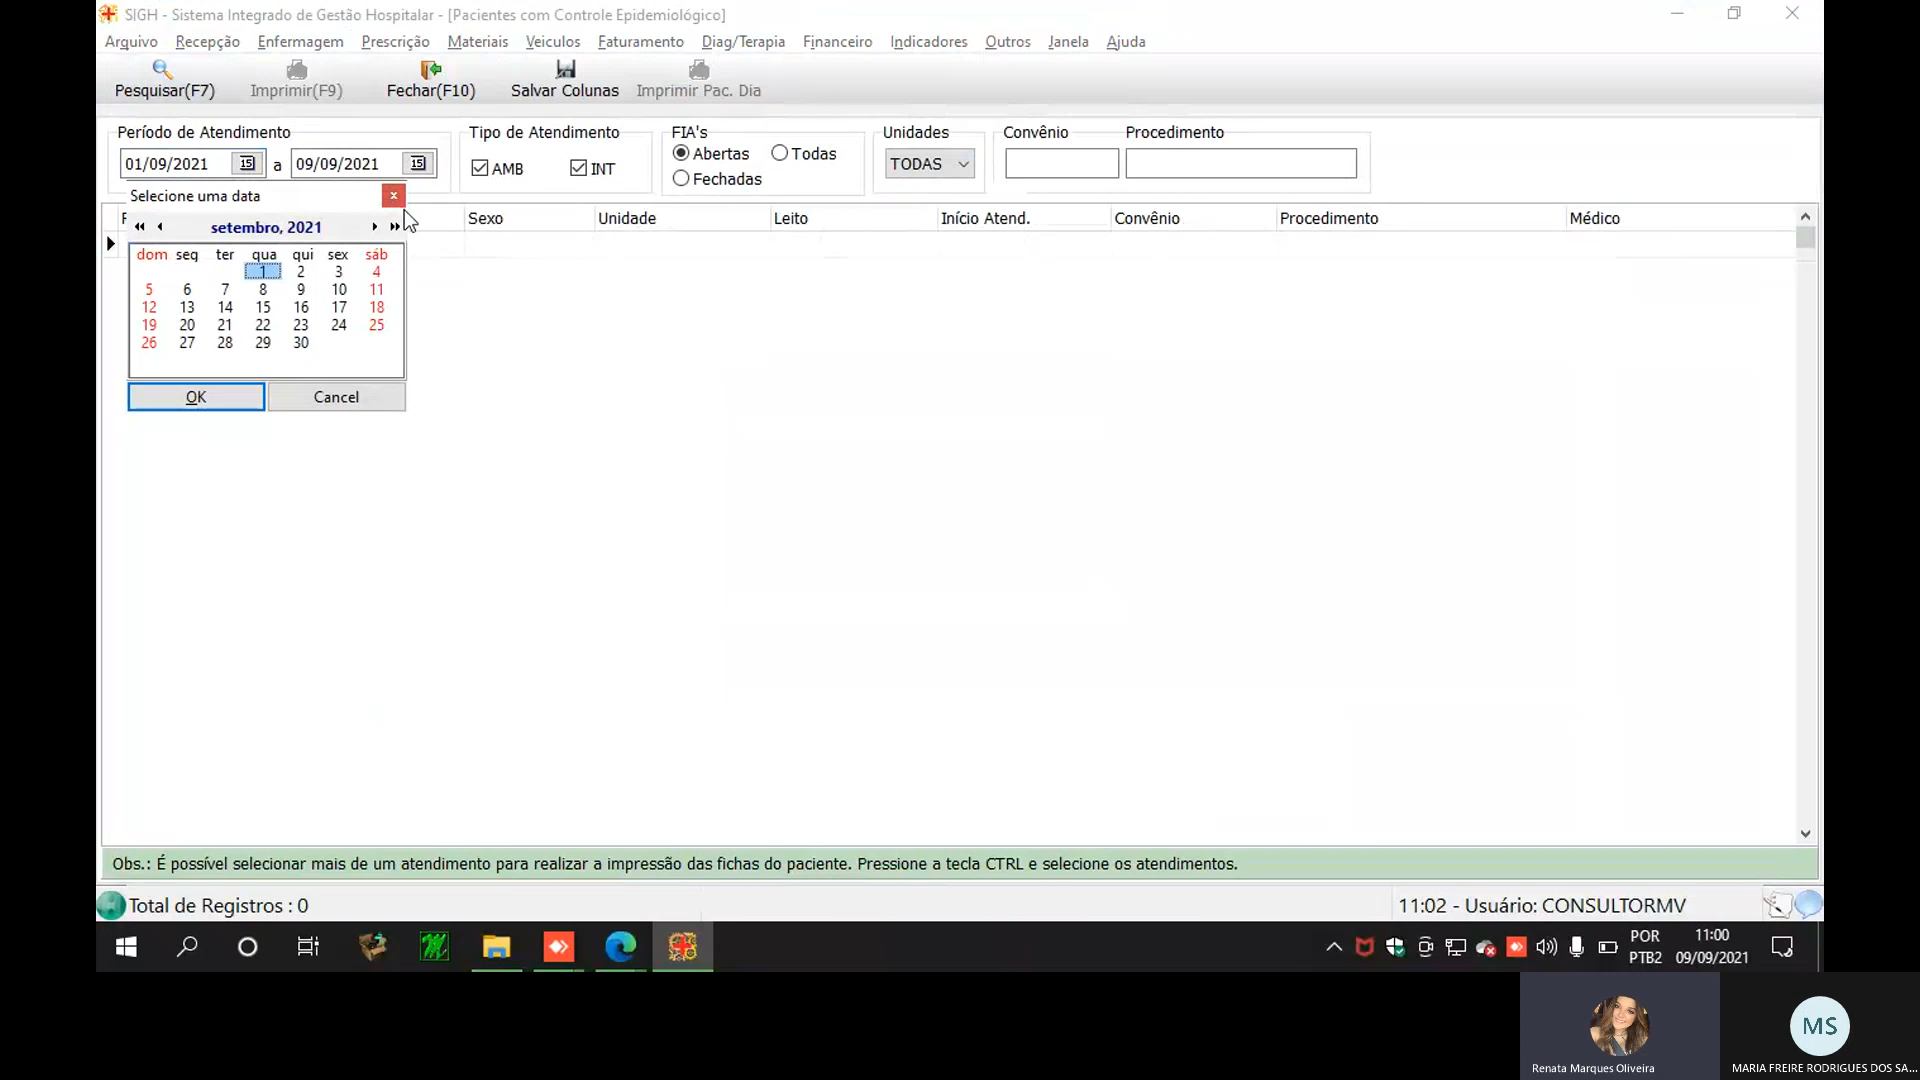 SIGH - Sistema Integrado de Gestão Hospitalar - [Pacientes com Controle Epidemiológico]
Arquivo Recepção Enfermagem Prescrição Materiais Veiculos Faturamento Diag/Terapia Financeiro Indicadores Outros Janela Ajuda
Pesquisar(F7) Imprimir(F9) Fechar(F10) Salvar Colunas Imprimir Pac. Dia
Período de Atendimento Tipo de Atendimento FIA's Unidades Convênio Procedimento
01/09/2021 15 a 09/09/2021 15 AMB INT Abertas Todas TODAS
Fechadas
Selecione uma data
Sexo Unidade Leito Início Atend. Convênio Procedimento Médico
setembro, 2021
dom seg ter qua qui sex sáb
1 2 3 4
5 6 7 8 9 10 11
12 13 14 15 16 17 18
19 20 21 22 23 24 25
26 27 28 29 30
OK Cancel
Obs.: É possível selecionar mais de um atendimento para realizar a impressão das fichas do paciente. Pressione a tecla CTRL e selecione os atendimentos.
Total de Registros : 0 11:02 - Usuário: CONSULTORMV
POR 11:00
PTB2 09/09/2021
MS
Renata Marques Oliveira MARIA FREIRE RODRIGUES DOS SA...